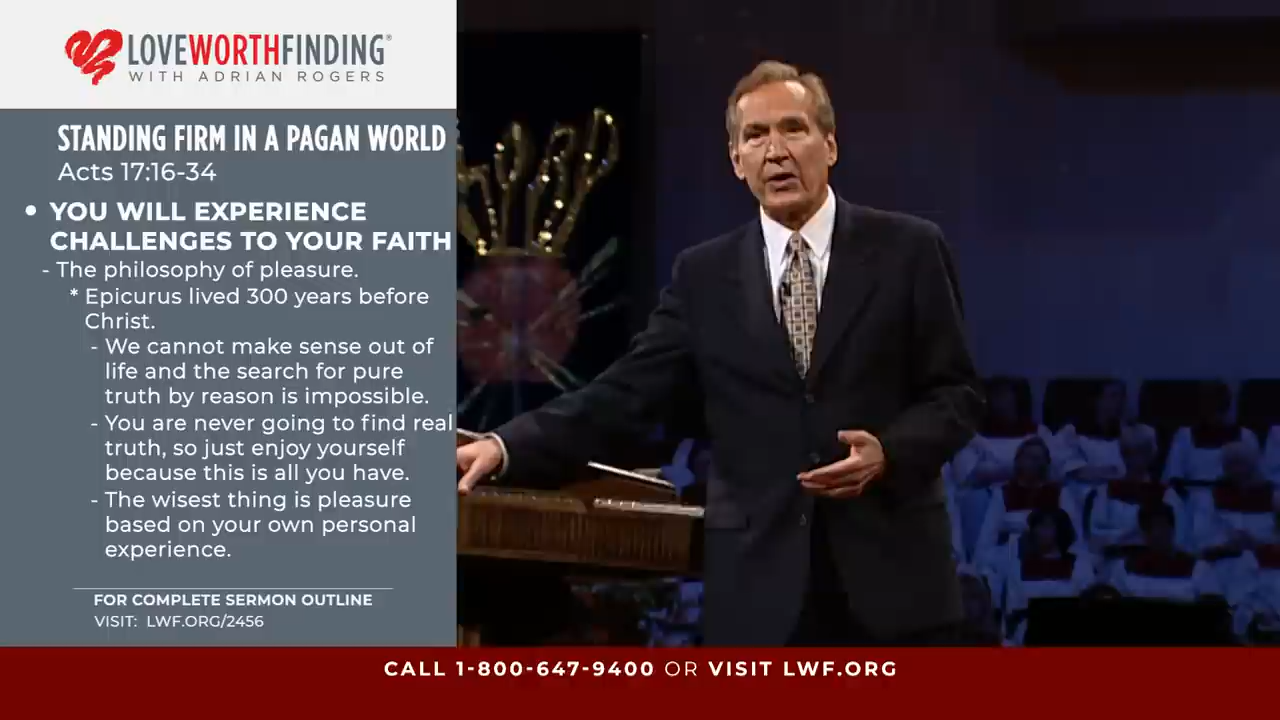 LOVEWORTHFINDING®
WITH ADRIAN ROGERS
STANDING FIRM IN A PAGAN WORLD
Acts 17:16-34
• YOU WILL EXPERIENCE
CHALLENGES TO YOUR FAITH
- The philosophy of pleasure.
* Epicurus lived 300 years before
Christ.
- We cannot make sense out of
life and the search for pure
truth by reason is impossible.
- You are never going to find real
truth, so just enjoy yourself
because this is all you have.
- The wisest thing is pleasure
based on your own personal
experience.
FOR COMPLETE SERMON OUTLINE
VISIT: LWF.ORG/2456
CALL 1-800-647-9400 OR VISIT LWF.ORG